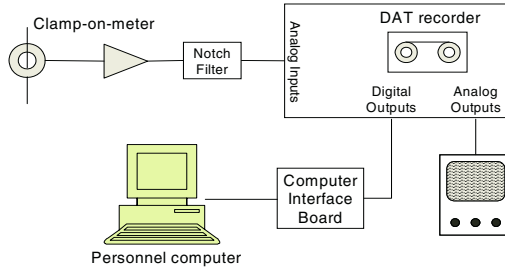 Clamp-on-meter
Notch
Filter
Analog Inputs
DAT recorder
Digital
Outputs
Analog
Outputs
Computer
Interface
Board
Personnel computer